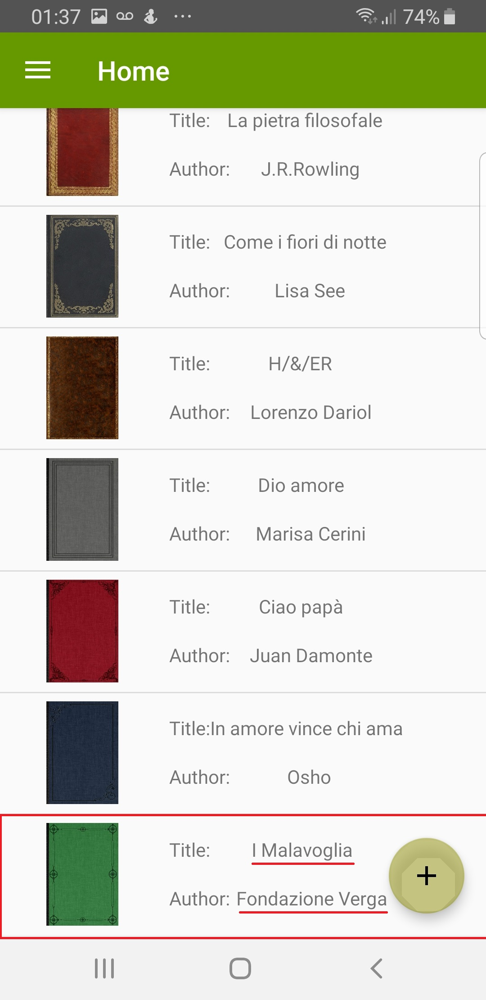 01:37 74%
Home
Title: La pietra filosofale
Author: J.R.Rowling
Title: Come i fiori di notte
Author: Lisa See
Title: H/&/ER
Author: Lorenzo Dariol
Title: Dio amore
Author: Marisa Cerini
Title: Ciao papà
Author: Juan Damonte
Title:In amore vince chi ama
Author: Osho
Title: I Malavoglia
Author: Fondazione Verga